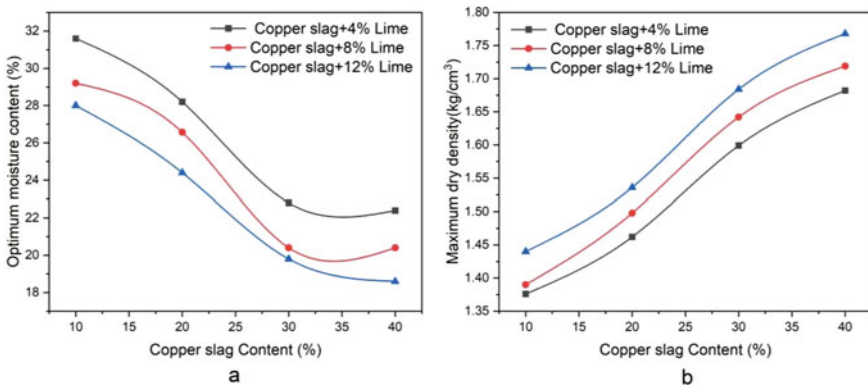 32
30
28
26
24
22
20
18
Optimum moisture content (%)
Copper slag+4% Lime
Copper slag+8% Lime
Copper slag+12% Lime
10 15 20 25 30 35 40
Copper slag Content (%)
a
1.80
1.75
1.70
1.65
1.60
1.55
1.50
1.45
1.40
1.35
Maximum dry density(kg/cm³)
Copper slag+4% Lime
Copper slag+8% Lime
Copper slag+12% Lime
10 15 20 25 30 35 40
Copper slag Content (%)
b